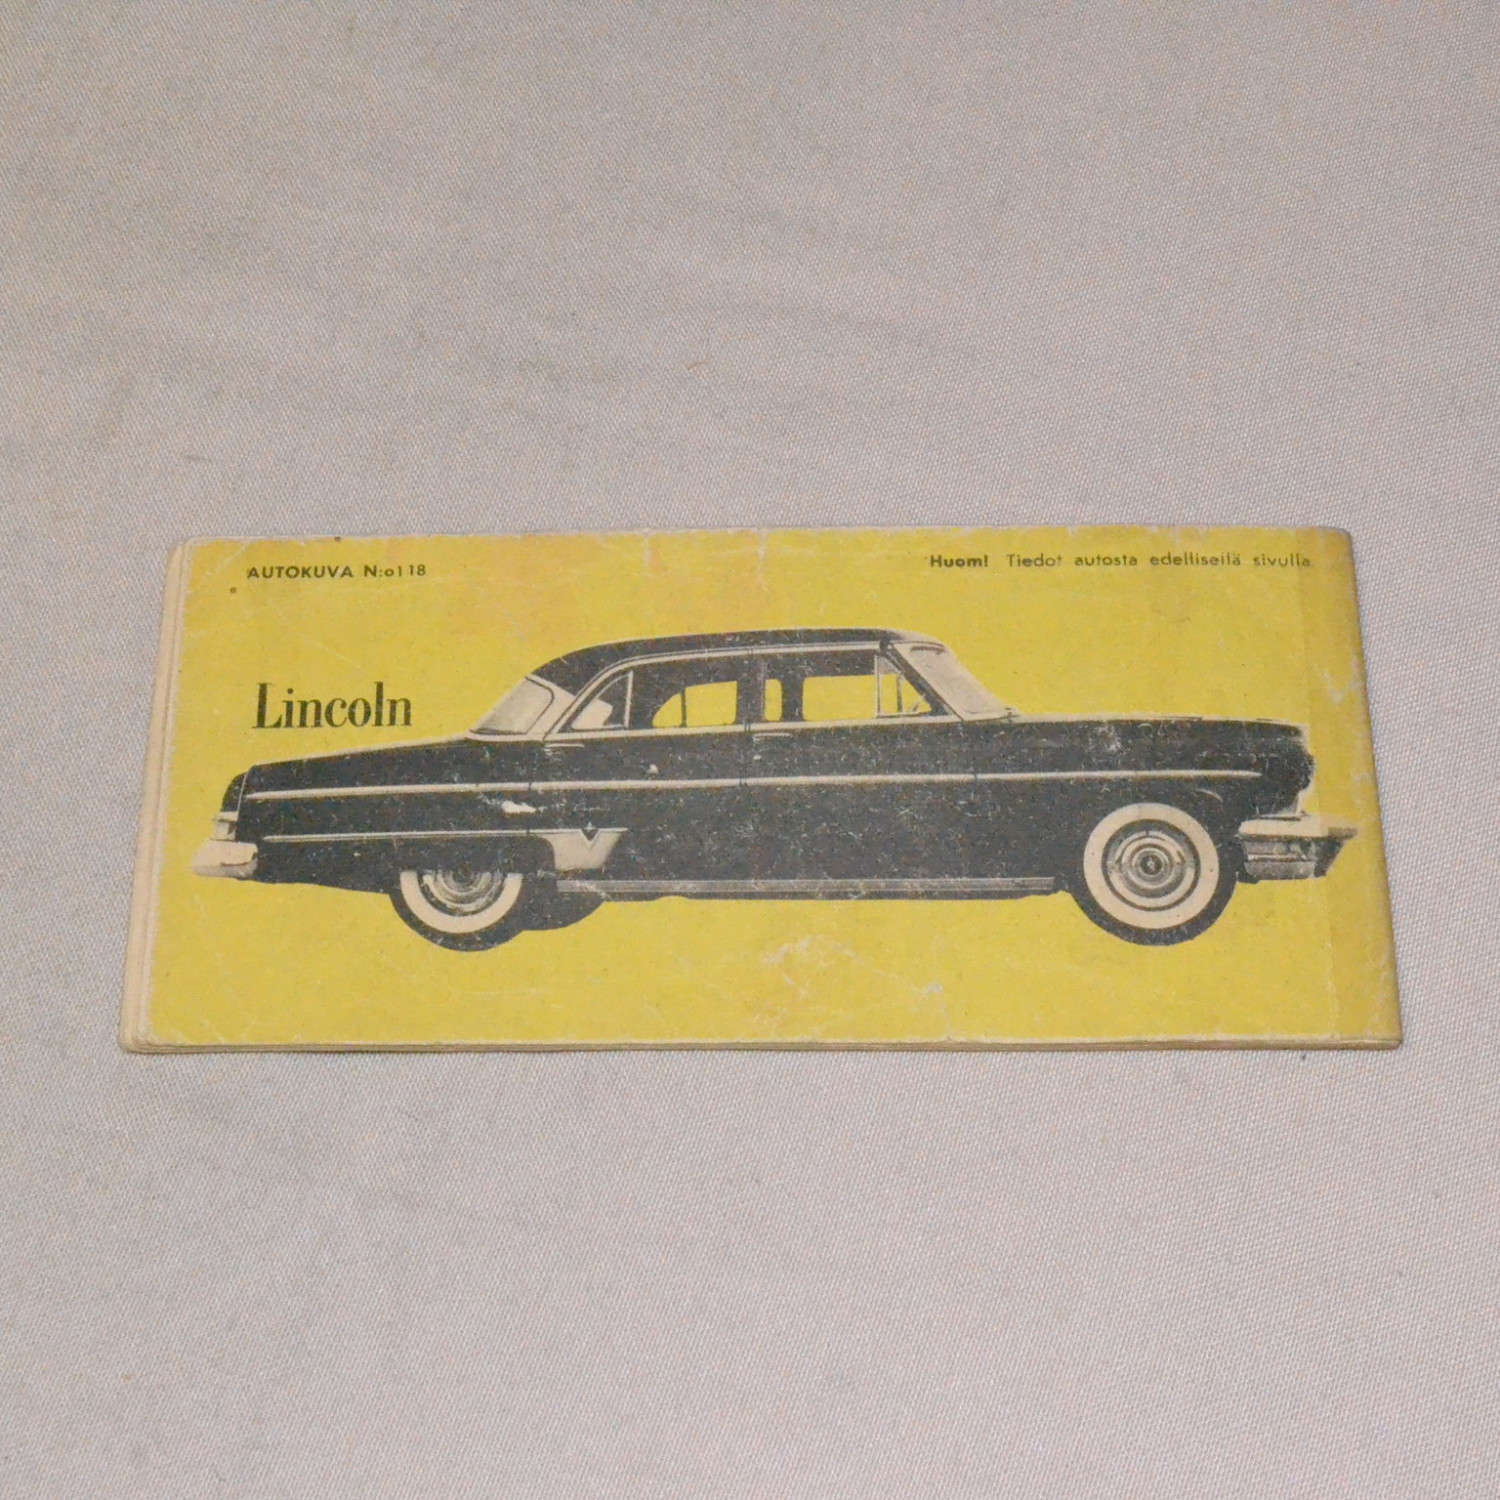 AUTOKUVA N:o118
Huom! Tiedot autosta edellisellä sivulla
Lincoln